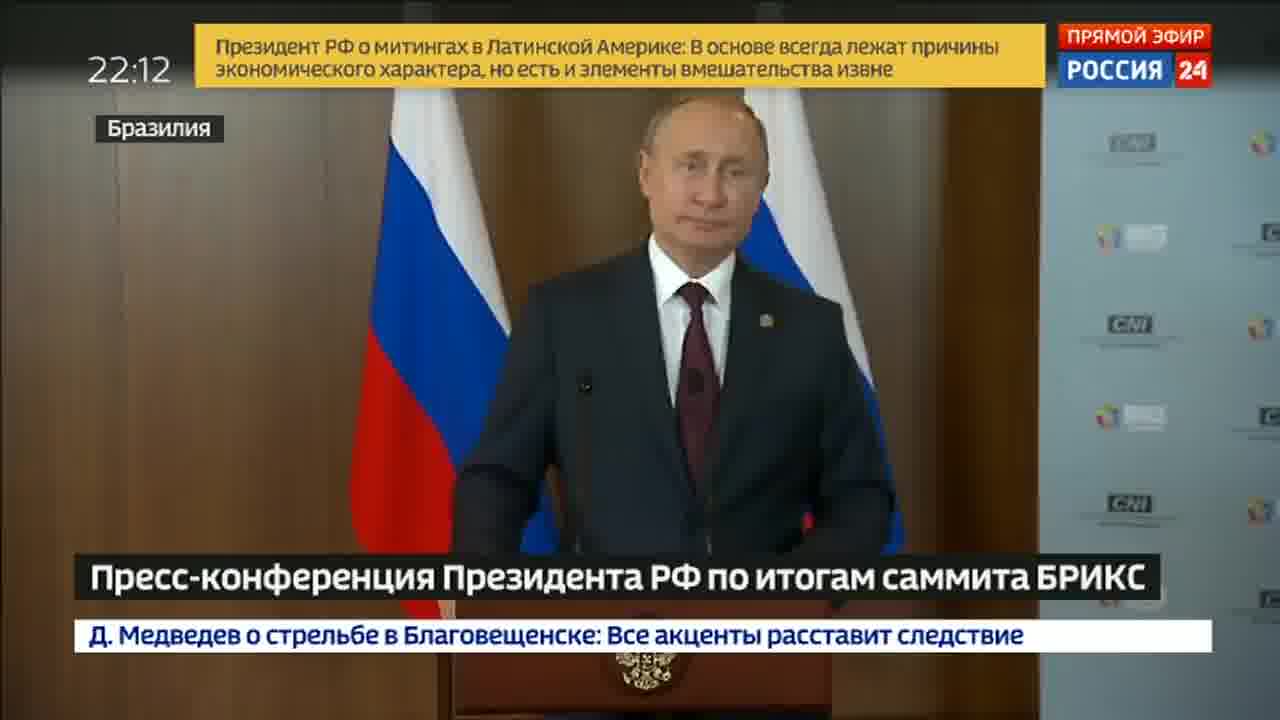 22:12
Президент РФ о митингах в Латинской Америке: В основе всегда лежат причины
экономического характера, но есть и элементы вмешательства извне
ПРЯМОЙ ЭФИР
РОССИЯ 24
Бразилия
CNI
CNI
CNI
Пресс-конференция Президента РФ по итогам саммита БРИКС
Д. Медведев о стрельбе в Благовещенске: Все акценты расставит следствие